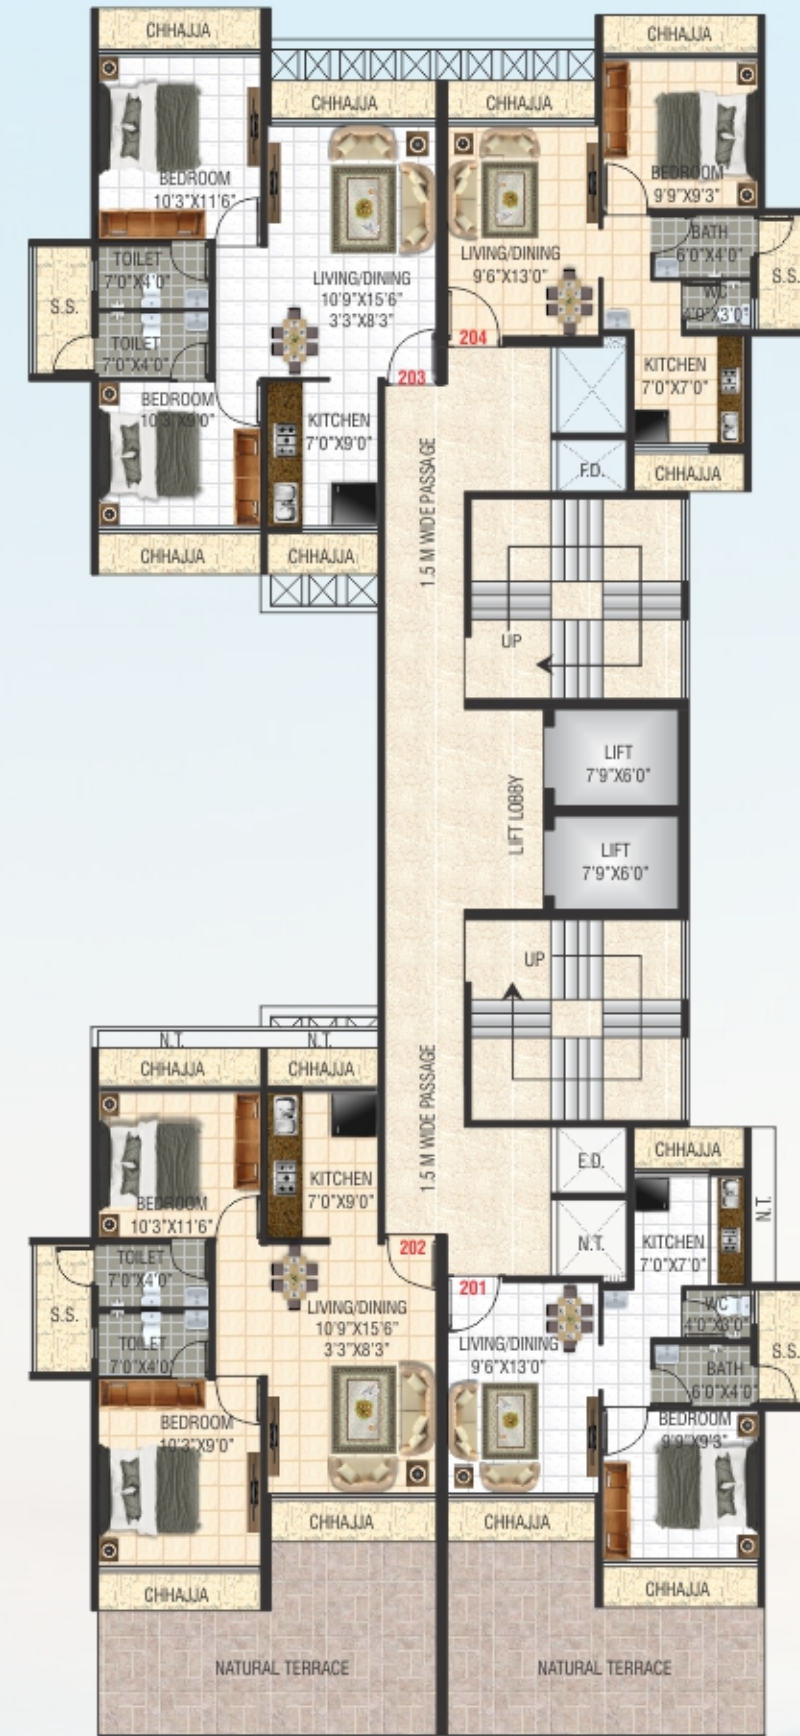 CHHAJJA
CHHAJJA
CHHAJJA
CHHAJJA
BEDROOM
10'3"X11'6"
BEDROOM
9'9"X9'3"
TOILET
7'0"X4'0"
S.S.
TOILET
7'0"X4'0"
LIVING/DINING
10'9"X15'6"
3'3"X8'3"
LIVING/DINING
9'6"X13'0"
BATH
6'0"X4'0"
S.S.
WC
4'0"X3'0"
204
203
KITCHEN
7'0"X7'0"
BEDROOM
10'3"X9'0"
KITCHEN
7'0"X9'0"
F.D.
CHHAJJA
1.5 M WIDE PASSAGE
CHHAJJA
CHHAJJA
UP
LIFT
7'9"X6'0"
LIFT LOBBY
LIFT
7'9"X6'0"
UP
N.T.
N.T.
CHHAJJA
CHHAJJA
1.5 M WIDE PASSAGE
E.D.
CHHAJJA
N.T.
KITCHEN
7'0"X9'0"
BEDROOM
10'3"X11'6"
N.T.
KITCHEN
7'0"X7'0"
202
201
TOILET
7'0"X4'0"
S.S.
TOILET
7'0"X4'0"
LIVING/DINING
10'9"X15'6"
3'3"X8'3"
LIVING/DINING
9'6"X13'0"
WC
4'0"X3'0"
S.S.
BATH
6'0"X4'0"
BEDROOM
10'3"X9'0"
BEDROOM
9'9"X9'3"
CHHAJJA
CHHAJJA
CHHAJJA
CHHAJJA
NATURAL TERRACE
NATURAL TERRACE